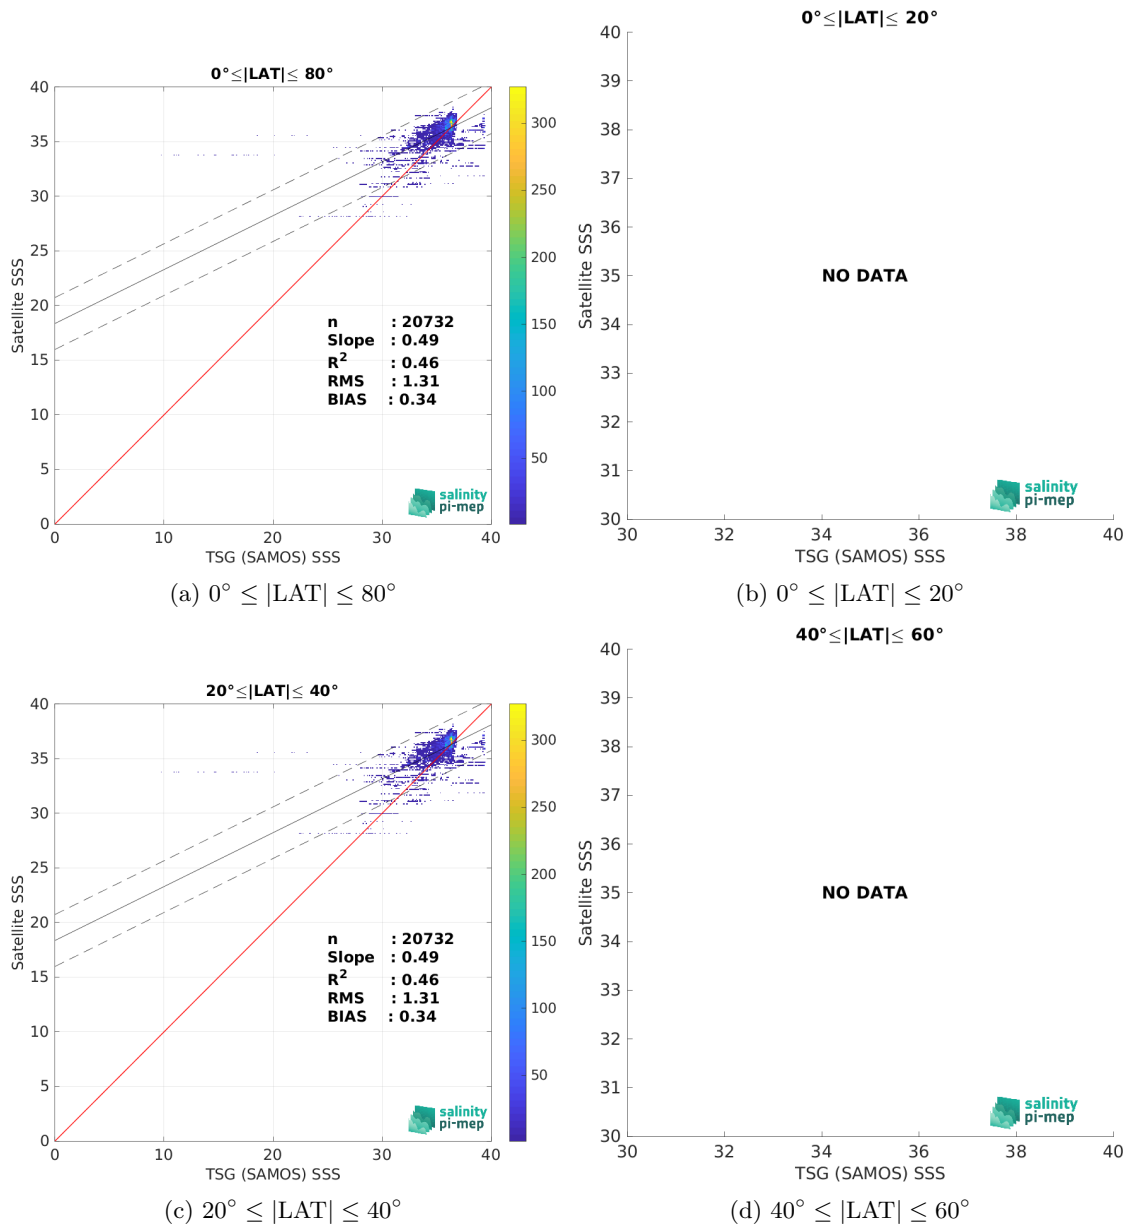 0°≤|LAT|≤ 80°
40
35
30
25
20
15
10
5
0
Satellite SSS
n : 20732
Slope : 0.49
R² : 0.46
RMS : 1.31
BIAS : 0.34
salinity
pi-mep
0 10 20 30 40
TSG (SAMOS) SSS
300
250
200
150
100
50
(a) 0° ≤ |LAT| ≤ 80°
0°≤|LAT|≤ 20°
40
39
38
37
36
35
34
33
32
31
30
Satellite SSS
NO DATA
salinity
pi-mep
30 32 34 36 38 40
TSG (SAMOS) SSS
(b) 0° ≤ |LAT| ≤ 20°
20°≤|LAT|≤ 40°
40
35
30
25
20
15
10
5
0
Satellite SSS
n : 20732
Slope : 0.49
R² : 0.46
RMS : 1.31
BIAS : 0.34
salinity
pi-mep
0 10 20 30 40
TSG (SAMOS) SSS
300
250
200
150
100
50
(c) 20° ≤ |LAT| ≤ 40°
40°≤|LAT|≤ 60°
40
39
38
37
36
35
34
33
32
31
30
Satellite SSS
NO DATA
salinity
pi-mep
30 32 34 36 38 40
TSG (SAMOS) SSS
(d) 40° ≤ |LAT| ≤ 60°